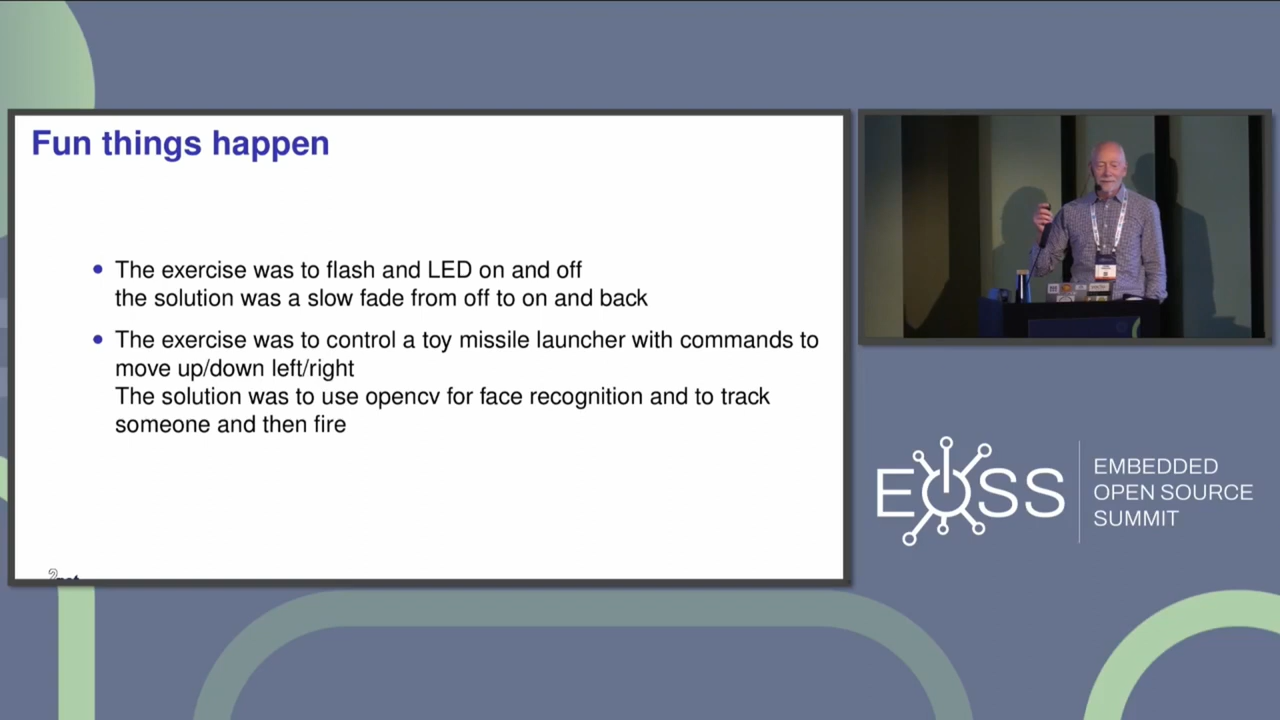 Fun things happen
The exercise was to flash and LED on and off
the solution was a slow fade from off to on and back
The exercise was to control a toy missile launcher with commands to
move up/down left/right
The solution was to use opencv for face recognition and to track
someone and then fire
EOSS
EMBEDDED
OPEN SOURCE
SUMMIT